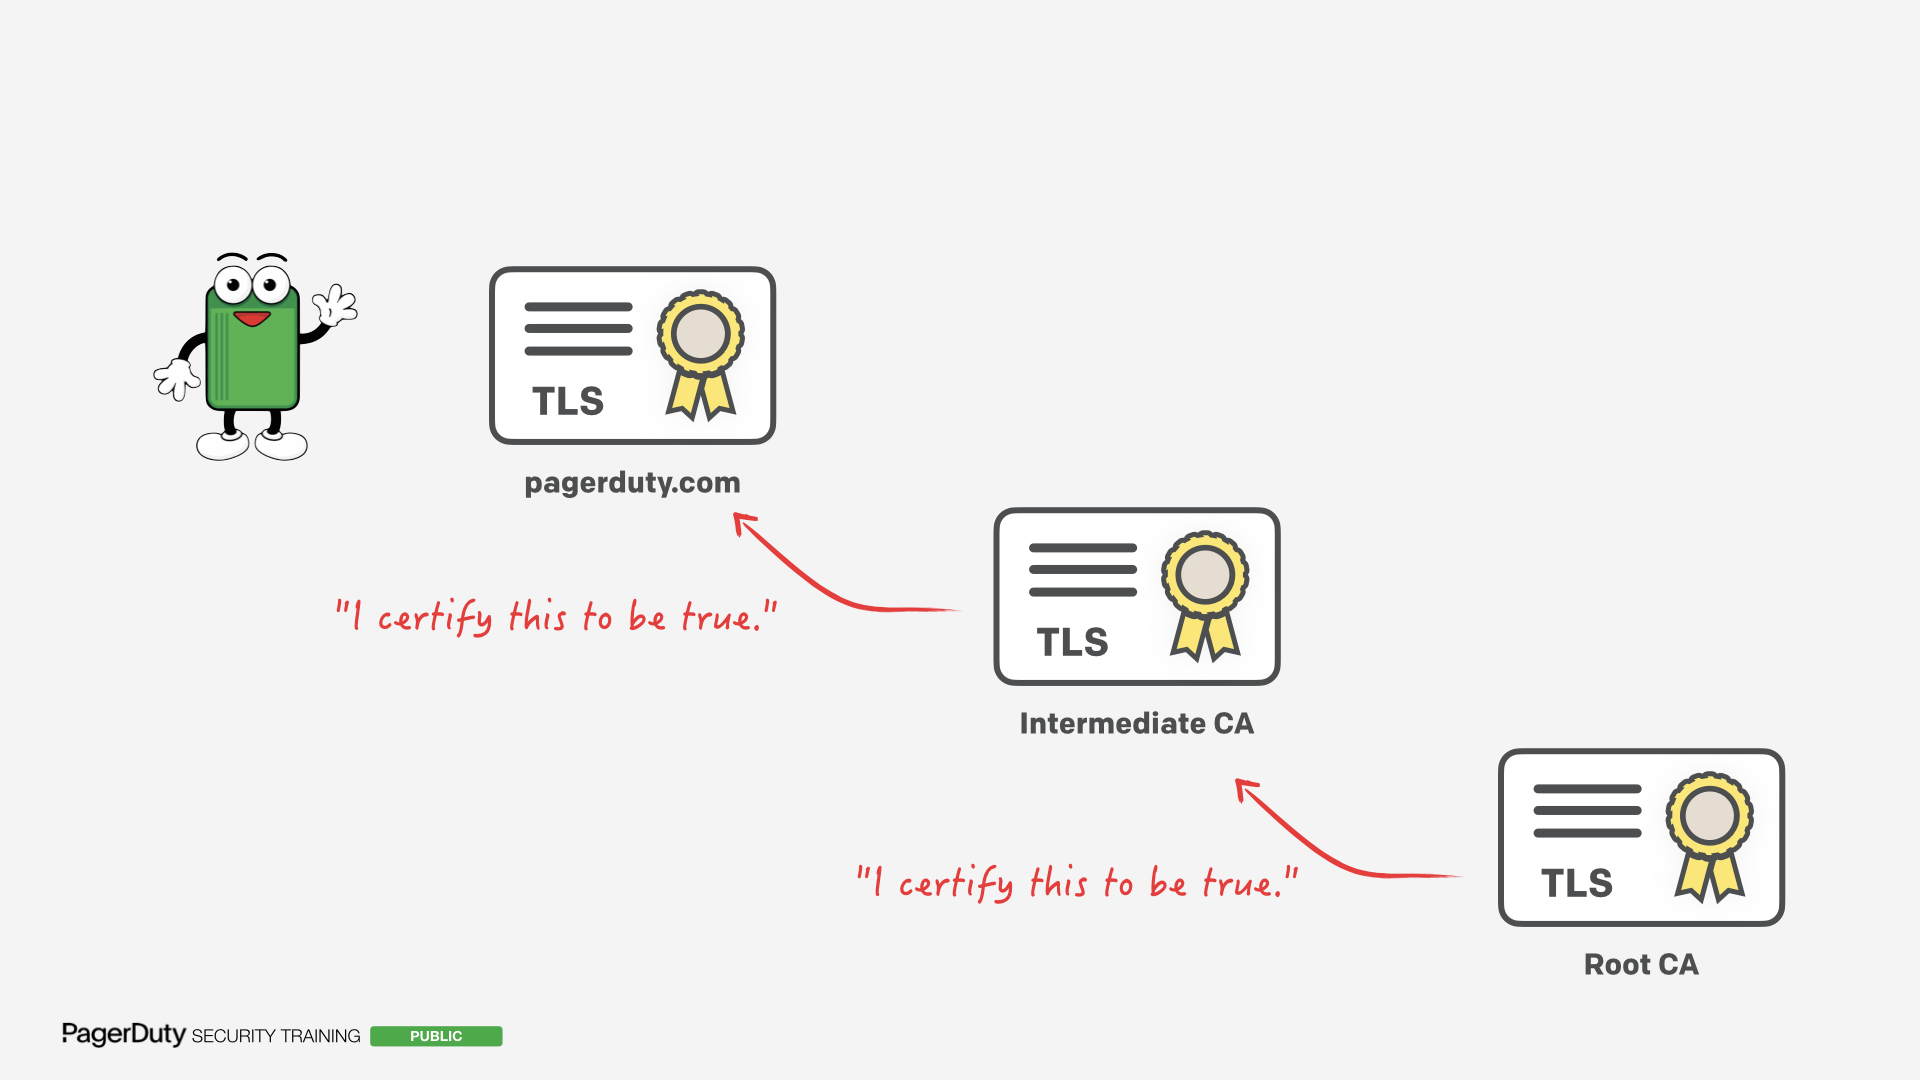 TLS
pagerduty.com
"I certify this to be true."
TLS
Intermediate CA
"I certify this to be true."
TLS
Root CA
PagerDuty SECURITY TRAINING PUBLIC